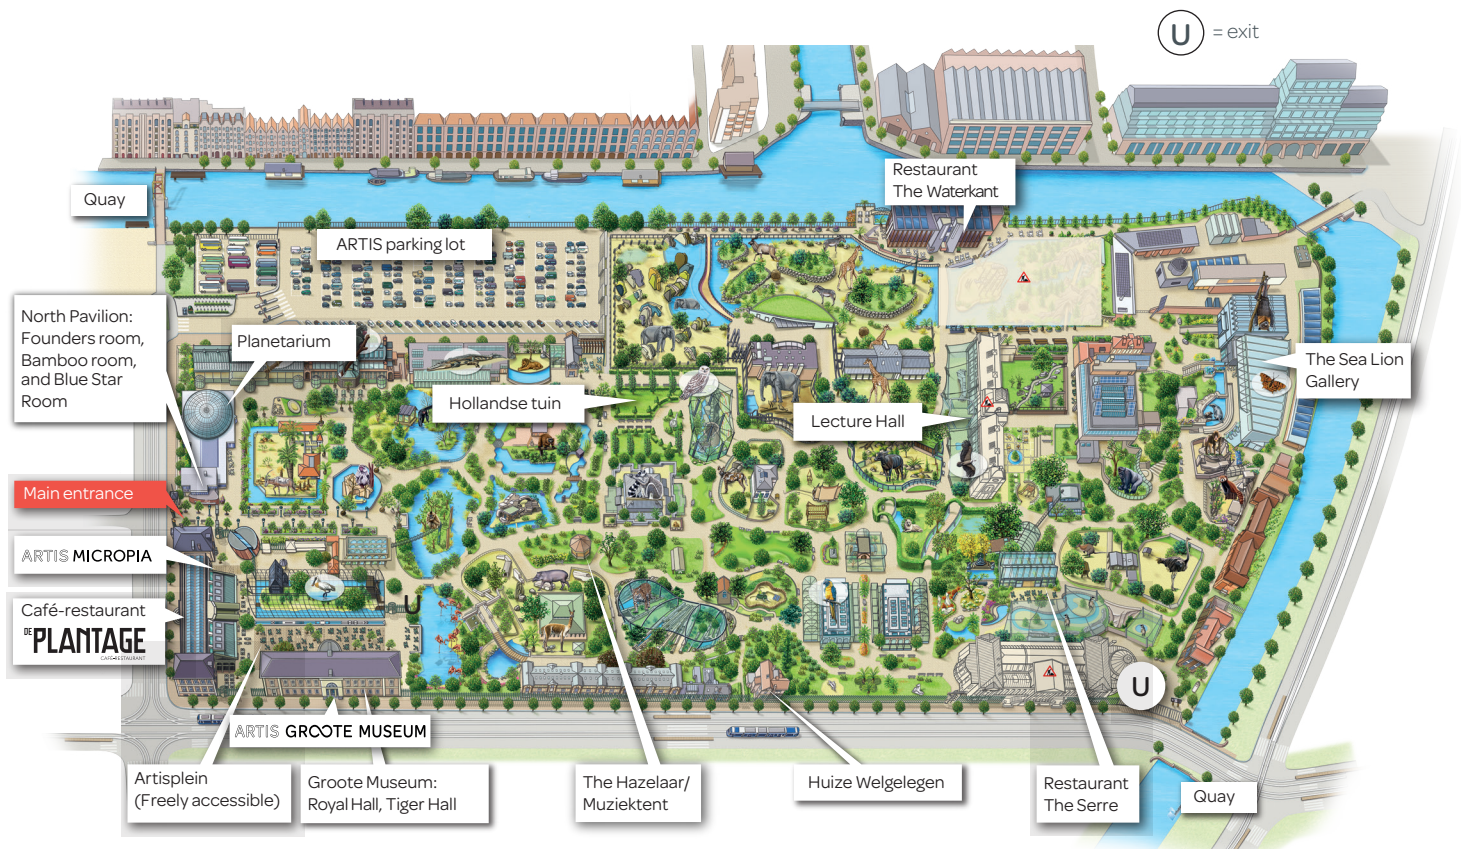 U = exit
Restaurant
The Waterkant
Quay
ARTIS parking lot
North Pavilion:
Founders room,
Bamboo room,
and Blue Star
Room
Planetarium
The Sea Lion
Gallery
Hollandse tuin
Lecture Hall
Main entrance
ARTIS MICROPIA
Café-restaurant
DE PLANTAGE
CAFÉ-RESTAURANT
U
U
ARTIS GROOTE MUSEUM
Artisplein
(Freely accessible)
Groote Museum:
Royal Hall, Tiger Hall
The Hazelaar/
Muziektent
Huize Welgelegen
Restaurant
The Serre
Quay